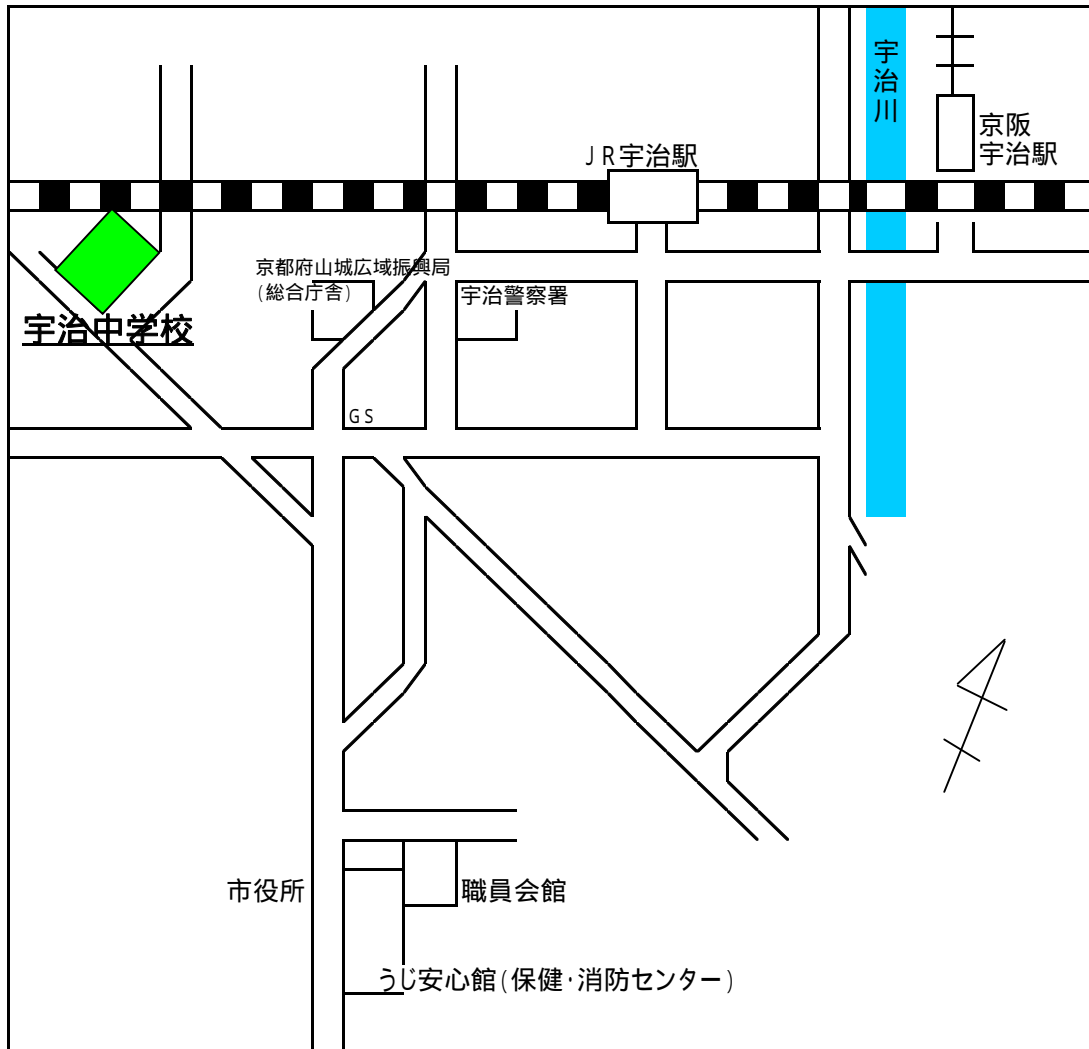 宇治川
京阪
宇治駅
JR宇治駅
京都府山城広域振興局
(総合庁舎)
宇治警察署
宇治中学校
GS
市役所
職員会館
うじ安心館(保健・消防センター)